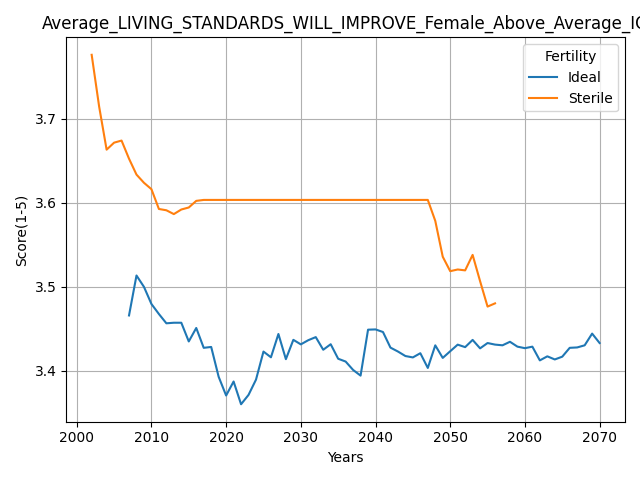 Average_LIVING_STANDARDS_WILL_IMPROVE_Female_Above_Average_IQ
Fertility
Ideal
Sterile
3.7
3.6
3.5
3.4
Score(1-5)
2000 2010 2020 2030 2040 2050 2060 2070
Years